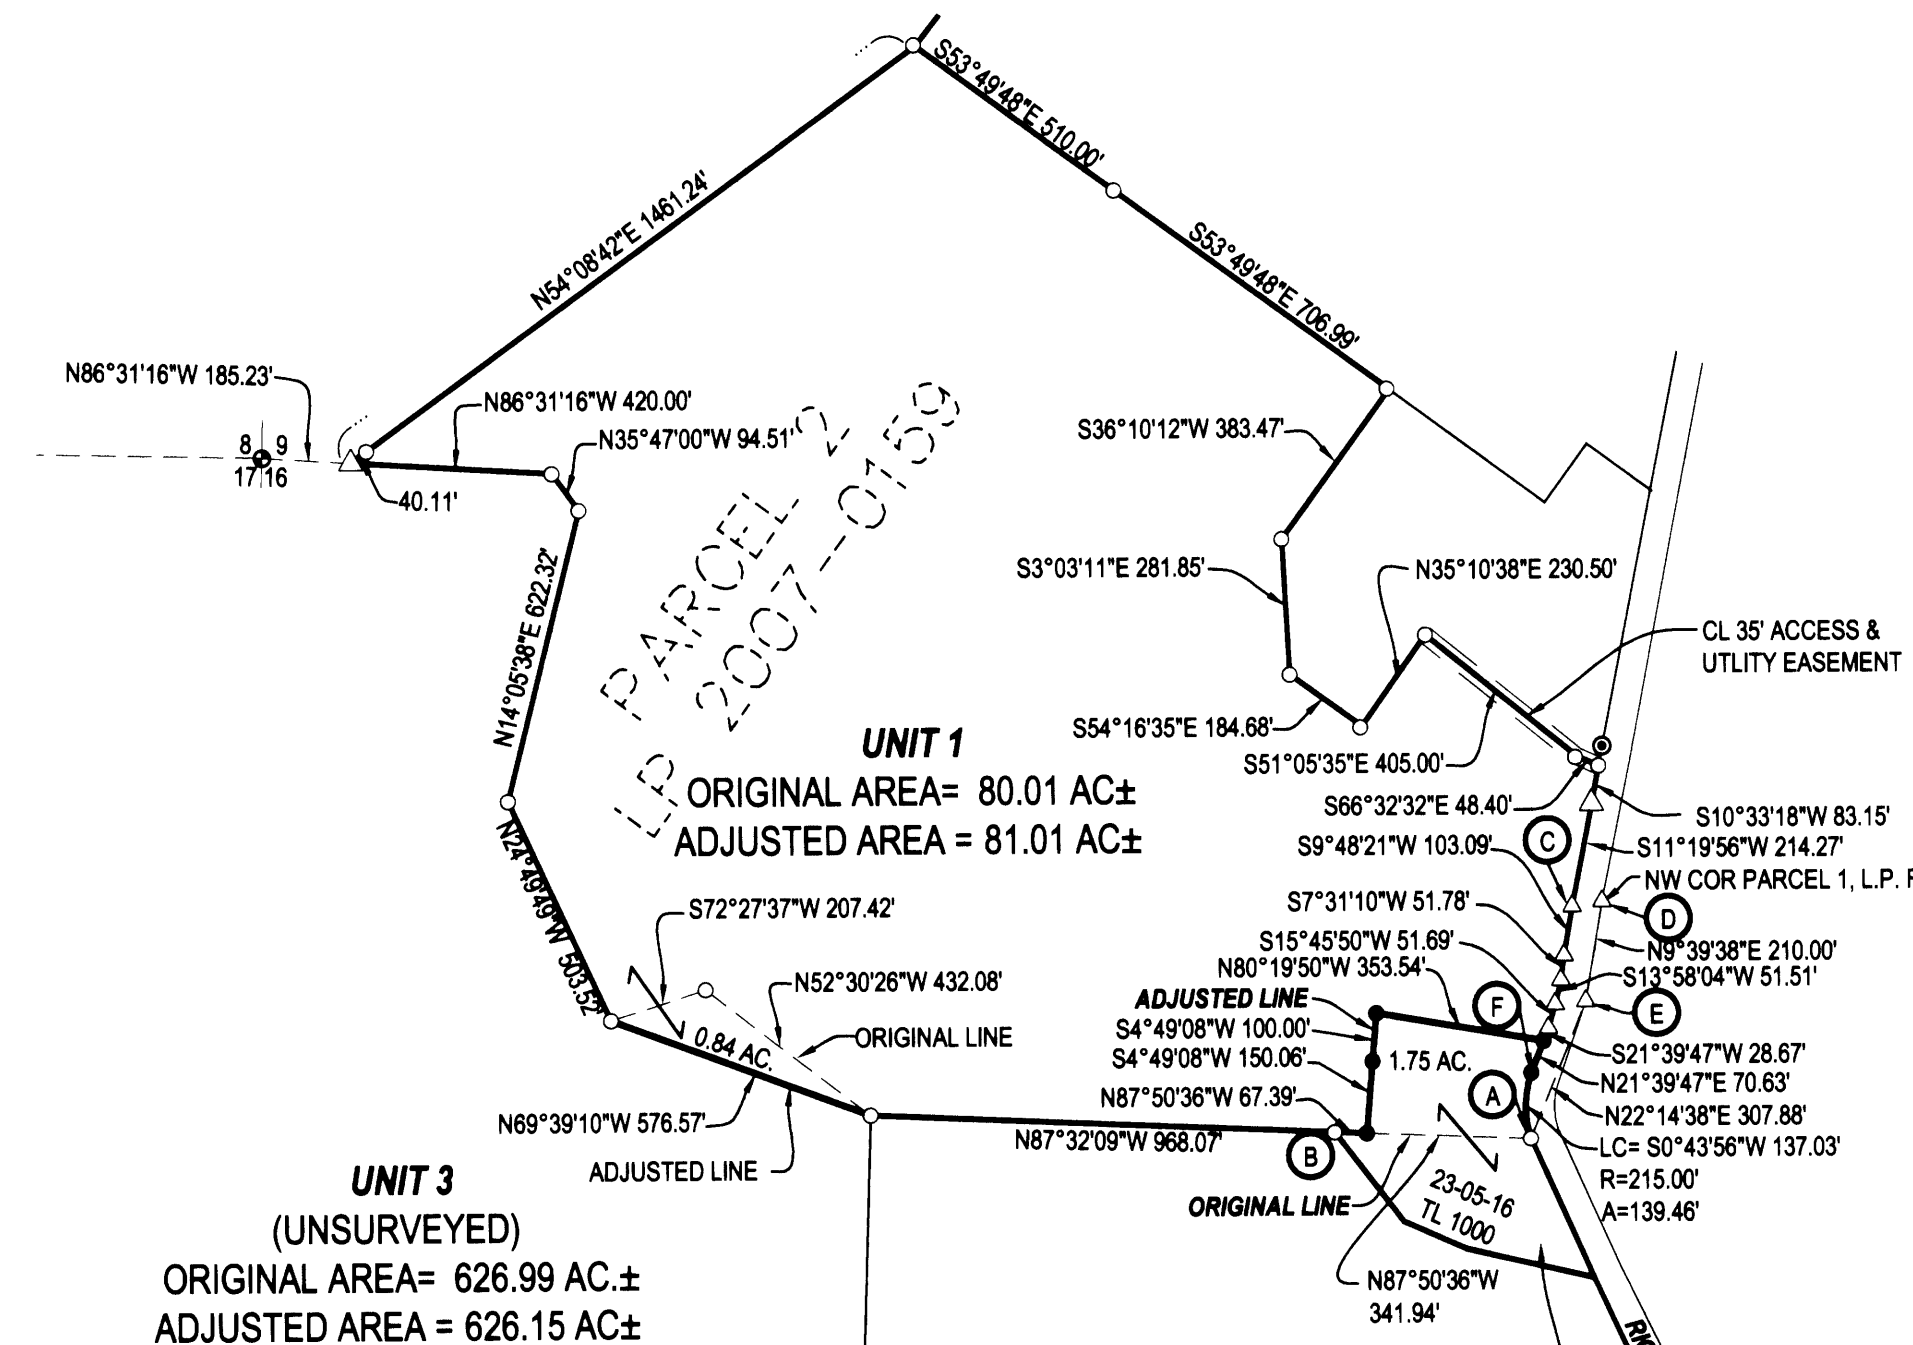 S53°49'48"E 510.00'
N54°08'42"E 1461.24'
S53°49'48"E 706.99'
N86°31'16"W 185.23'
N86°31'16"W 420.00'
N35°47'00"W 94.51'
8 9
17 16
40.11'
PARCEL 2
LP 2007-0159
S36°10'12"W 383.47'
S3°03'11"E 281.85'
N35°10'38"E 230.50'
CL 35' ACCESS &
UTLITY EASEMENT
N14°05'38"E 622.32'
S54°16'35"E 184.68'
S51°05'35"E 405.00'
UNIT 1
ORIGINAL AREA= 80.01 AC±
ADJUSTED AREA = 81.01 AC±
S66°32'32"E 48.40'
S10°33'18"W 83.15'
C
S9°48'21"W 103.09'
S11°19'56"W 214.27'
NW COR PARCEL 1, L.P.
D
N24°49'49"W 503.52'
S72°27'37"W 207.42'
S7°31'10"W 51.78'
S15°45'50"W 51.69'
N9°39'38"E 210.00'
N80°19'50"W 353.54'
S13°58'04"W 51.51'
N52°30'26"W 432.08'
ADJUSTED LINE
F
E
S4°49'08"W 100.00'
ORIGINAL LINE
0.84 AC.
S4°49'08"W 150.06'
1.75 AC.
S21°39'47"W 28.67'
N21°39'47"E 70.63'
N87°50'36"W 67.39'
A
N22°14'38"E 307.88'
N69°39'10"W 576.57'
N87°32'09"W 968.07'
B
LC= S0°43'56"W 137.03'
R=215.00'
A=139.46'
ADJUSTED LINE
ORIGINAL LINE
23-05-16
TL 1000
UNIT 3
(UNSURVEYED)
ORIGINAL AREA= 626.99 AC.±
ADJUSTED AREA = 626.15 AC±
N87°50'36"W
341.94'